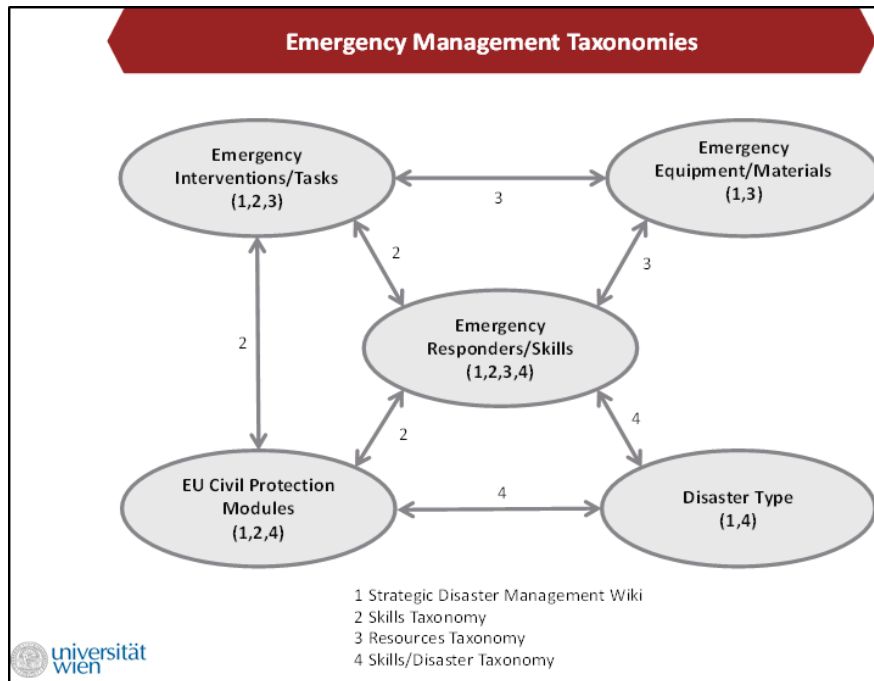 Emergency Management Taxonomies
Emergency
Interventions/Tasks
(1,2,3)
Emergency
Equipment/Materials
(1,3)
3
2
3
Emergency
Responders/Skills
(1,2,3,4)
2
2
4
EU Civil Protection
Modules
(1,2,4)
4
Disaster Type
(1,4)
1 Strategic Disaster Management Wiki
2 Skills Taxonomy
3 Resources Taxonomy
4 Skills/Disaster Taxonomy
universität
wien